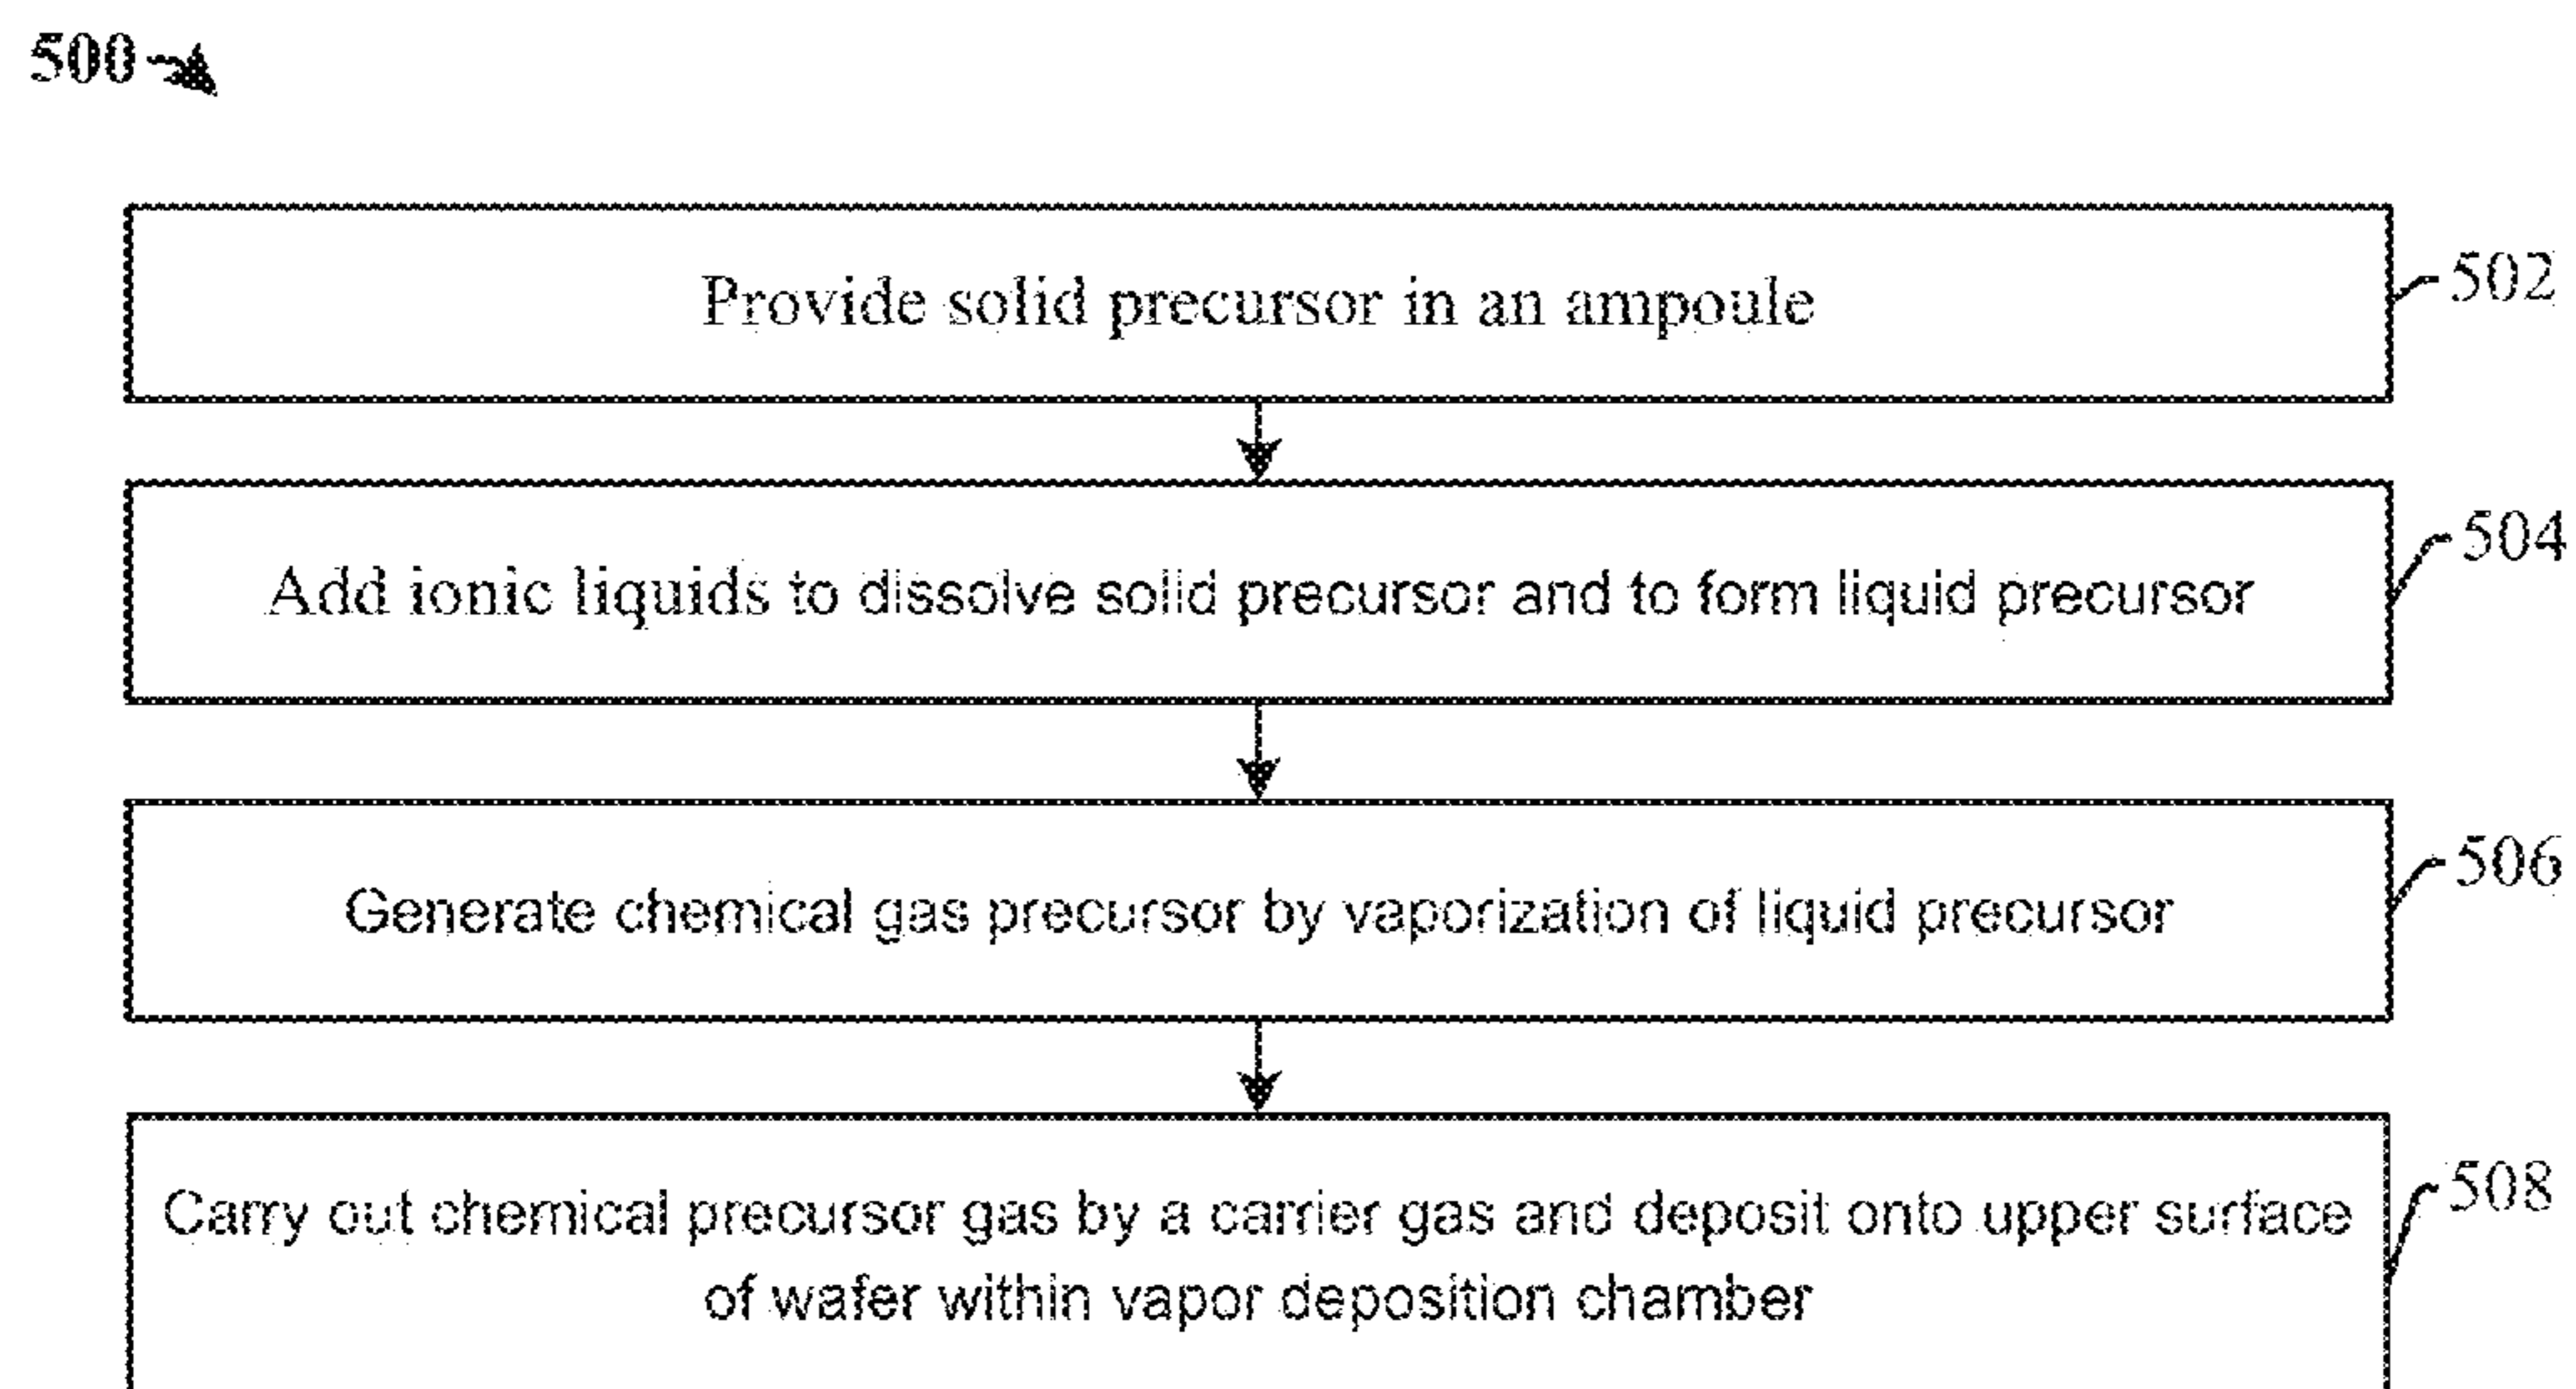 500
Provide solid precursor in an ampoule
502
Add ionic liquids to dissolve solid precursor and to form liquid precursor
504
Generate chemical gas precursor by vaporization of liquid precursor
506
Carry out chemical precursor gas by a carrier gas and deposit onto upper surface
of wafer within vapor deposition chamber
508